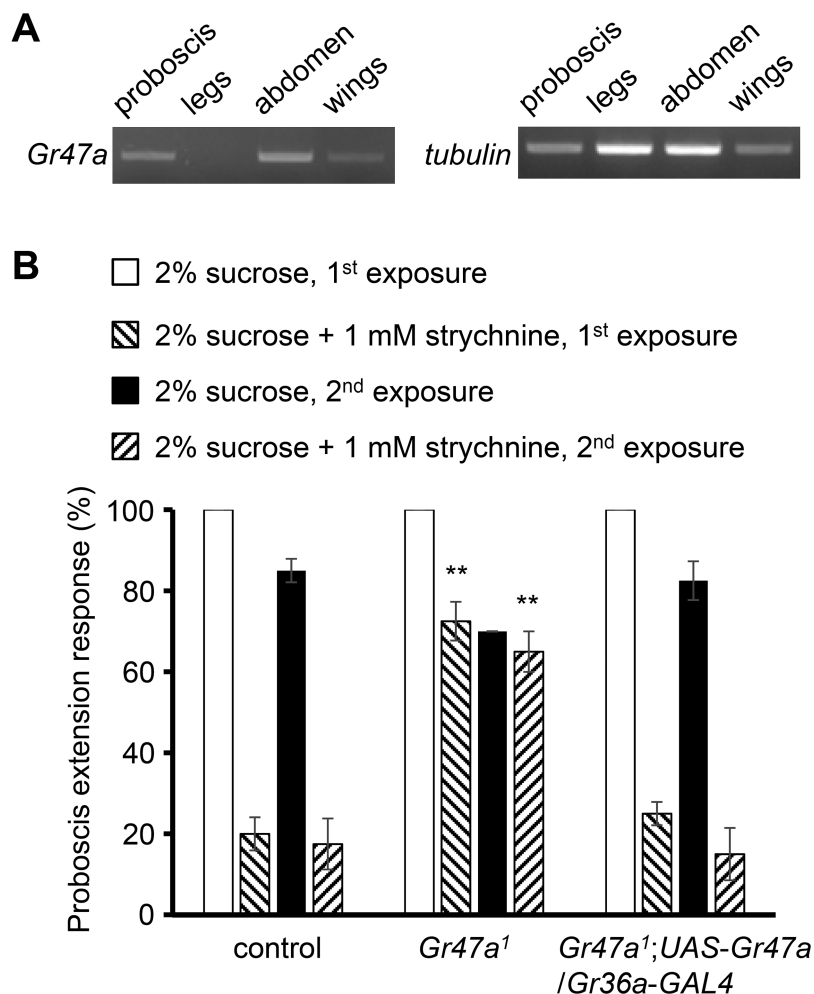 A
proboscis legs abdomen wings
proboscis legs abdomen wings
Gr47a
tubulin
B
2% sucrose, 1st exposure
2% sucrose + 1 mM strychnine, 1st exposure
2% sucrose, 2nd exposure
2% sucrose + 1 mM strychnine, 2nd exposure
Proboscis extension response (%)
100
80
60
40
20
0
**
**
control
Gr47a1
Gr47a1;UAS-Gr47a
/Gr36a-GAL4